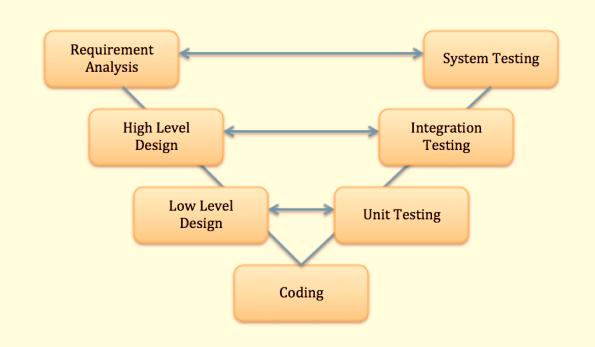 Requirement
Analysis
System Testing
High Level
Design
Integration
Testing
Low Level
Design
Unit Testing
Coding